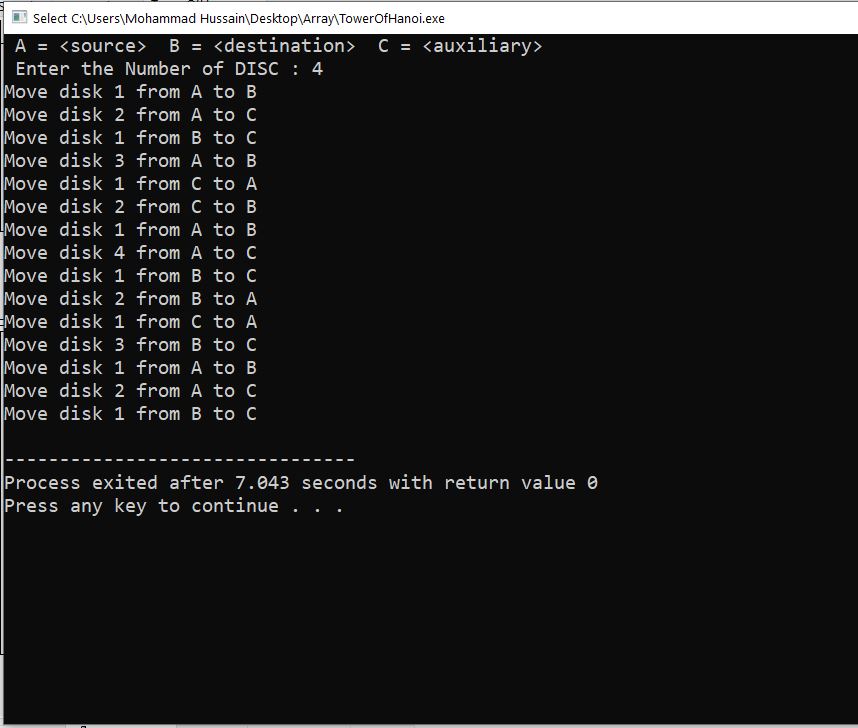 Select C:\Users\Mohammad Hussain\Desktop\Array\TowerOfHanoi.exe
A = <source>  B = <destination>  C = <auxiliary>
Enter the Number of DISC : 4
Move disk 1 from A to B
Move disk 2 from A to C
Move disk 1 from B to C
Move disk 3 from A to B
Move disk 1 from C to A
Move disk 2 from C to B
Move disk 1 from A to B
Move disk 4 from A to C
Move disk 1 from B to C
Move disk 2 from B to A
Move disk 1 from C to A
Move disk 3 from B to C
Move disk 1 from A to B
Move disk 2 from A to C
Move disk 1 from B to C
--------------------------------
Process exited after 7.043 seconds with return value 0
Press any key to continue . . .